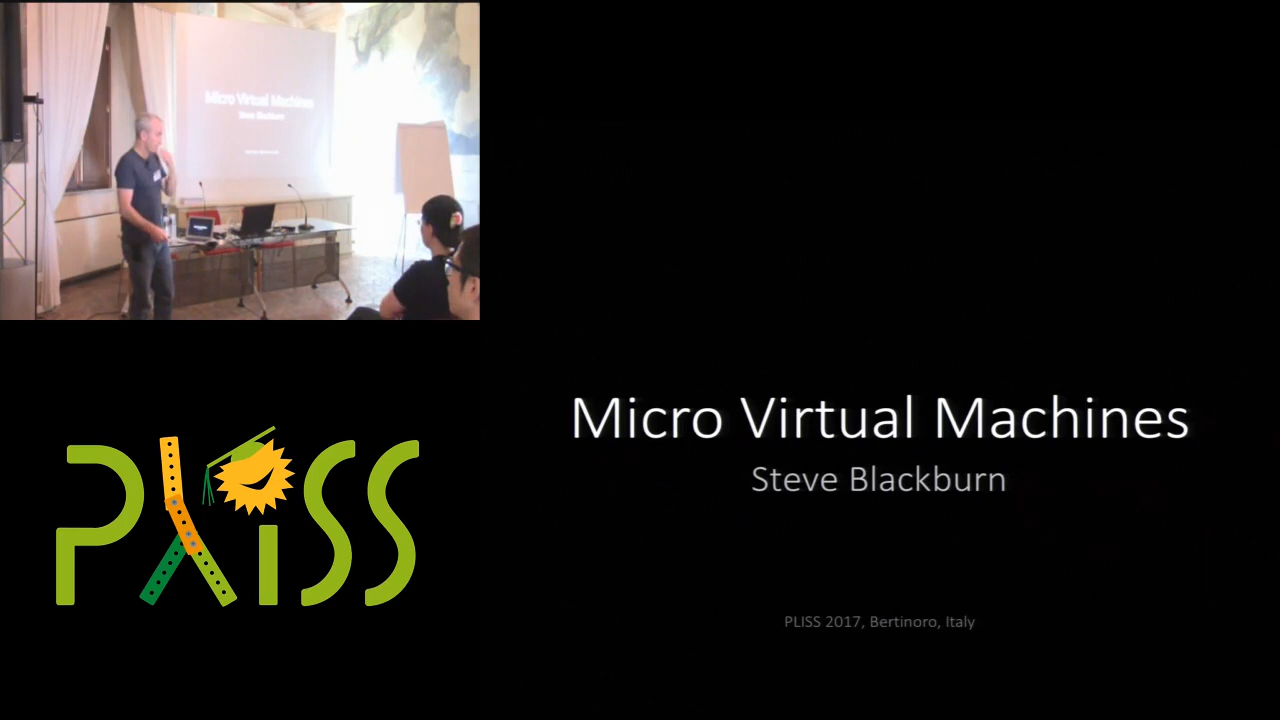 Micro Virtual Machines
Steve Blackburn
PLISS
Micro Virtual Machines
Steve Blackburn
PLISS 2017, Bertinoro, Italy